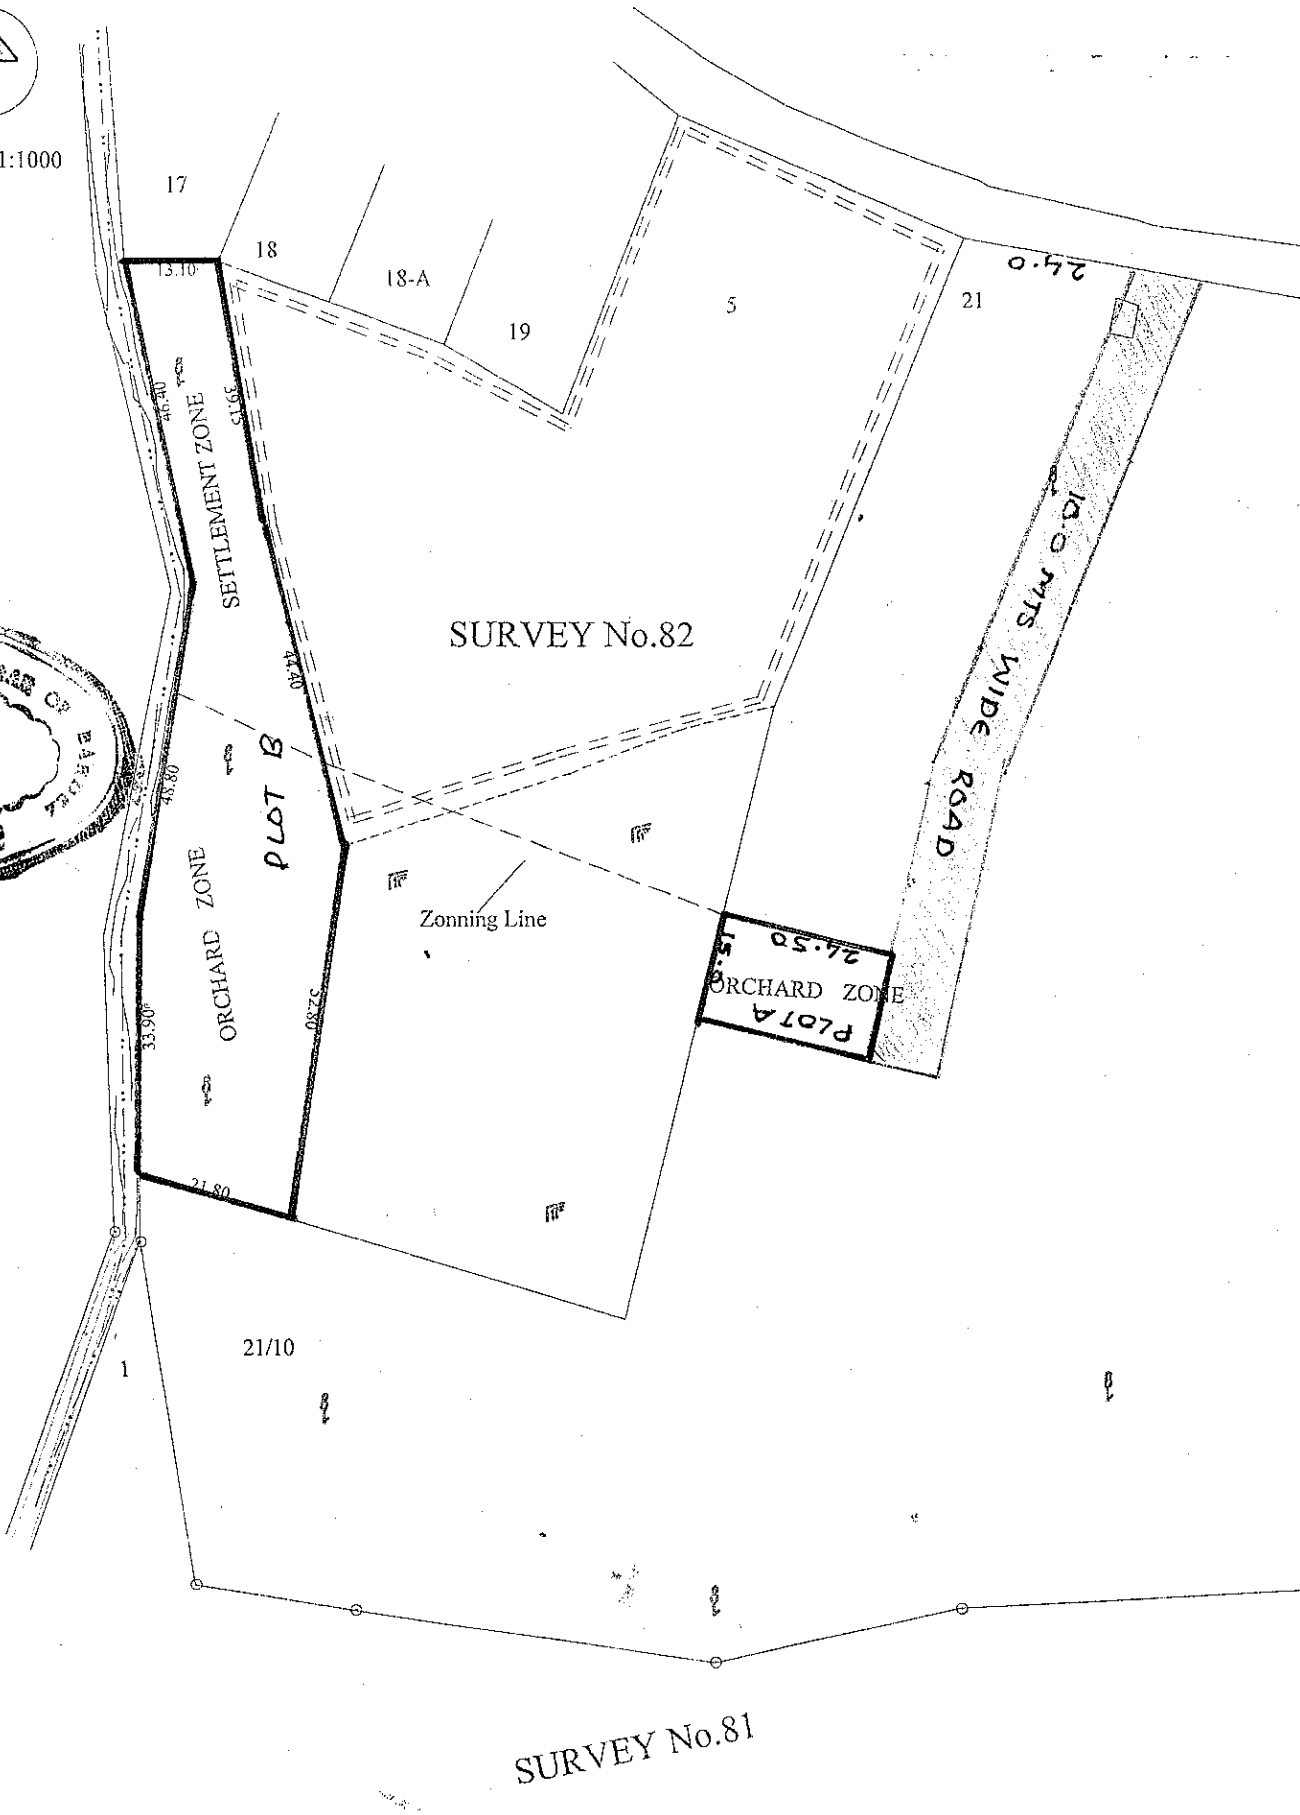 1:1000
17
18
18-A
19
5
21
24.0
13.10
46.40
39.15
SETTLEMENT ZONE
10.0 MTS WIDE ROAD
SURVEY No.82
44.40
OF BARDEZ
PLOT B
48.80
ORCHARD ZONE
Zonning Line
24.50
15.0
ORCHARD ZONE
PLOT A
52.80
33.90
21.80
21/10
1
SURVEY No.81